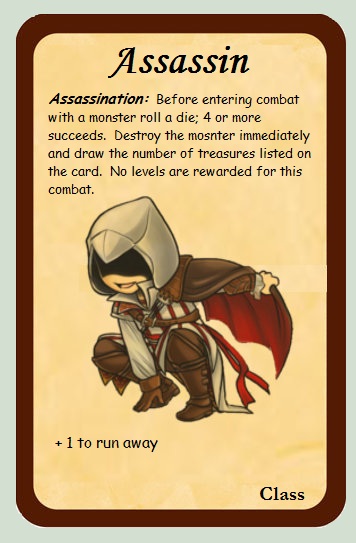 Assassin
Assassination: Before entering combat
with a monster roll a die; 4 or more
succeeds. Destroy the mosnter immediately
and draw the number of treasures listed on
the card. No levels are rewarded for this
combat.
+ 1 to run away
Class